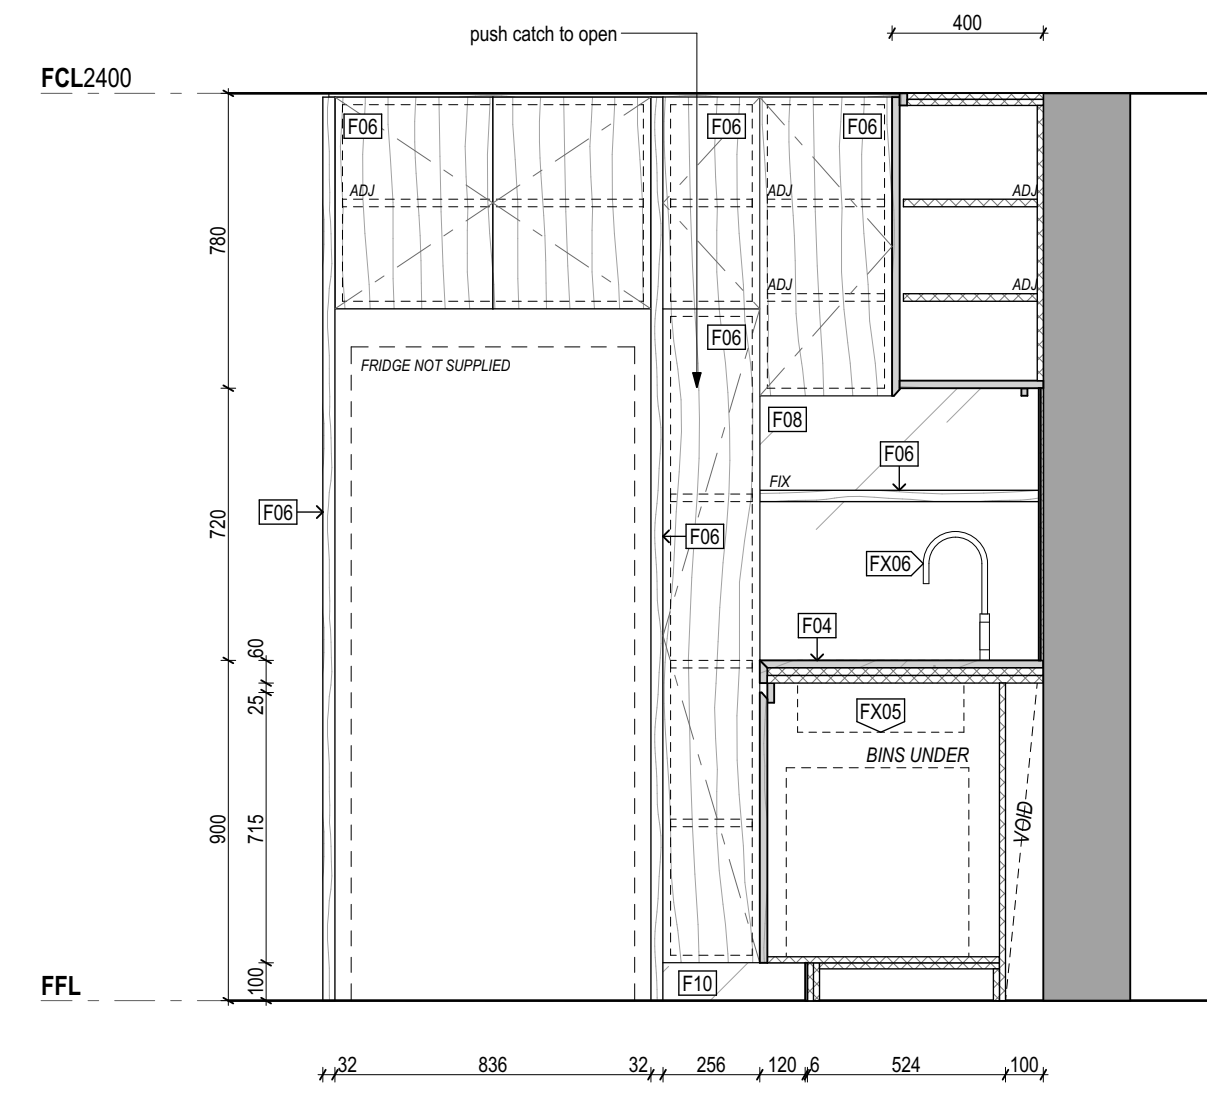 400
push catch to open
FCL2400
F06
F06
F06
ADJ
ADJ
ADJ
780
ADJ
ADJ
F06
FRIDGE NOT SUPPLIED
F08
F06
FIX
F06
720
F06
FX06
F04
60
25
FX05
BINS UNDER
900
715
VOID
100
F10
FFL
32
836
32
256
120
6
524
100